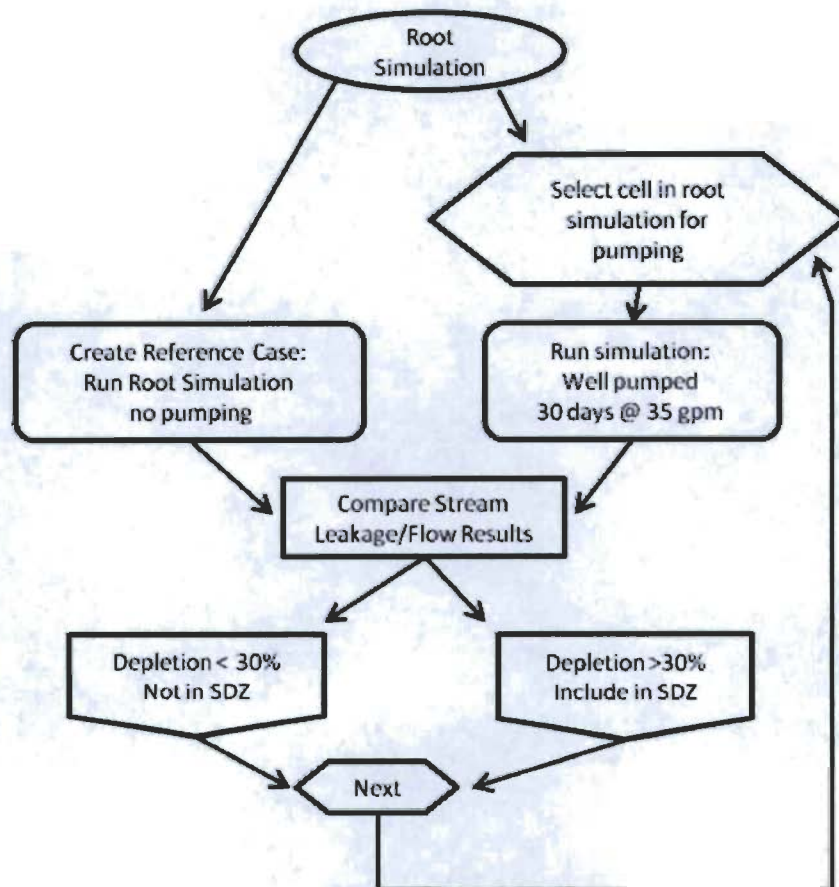 Root
Simulation
Select cell in root
simulation for
pumping
Create Reference Case:
Run Root Simulation
no pumping
Run simulation:
Well pumped
30 days @ 35 gpm
Compare Stream
Leakage/Flow Results
Depletion < 30%
Not in SDZ
Depletion >30%
Include in SDZ
Next